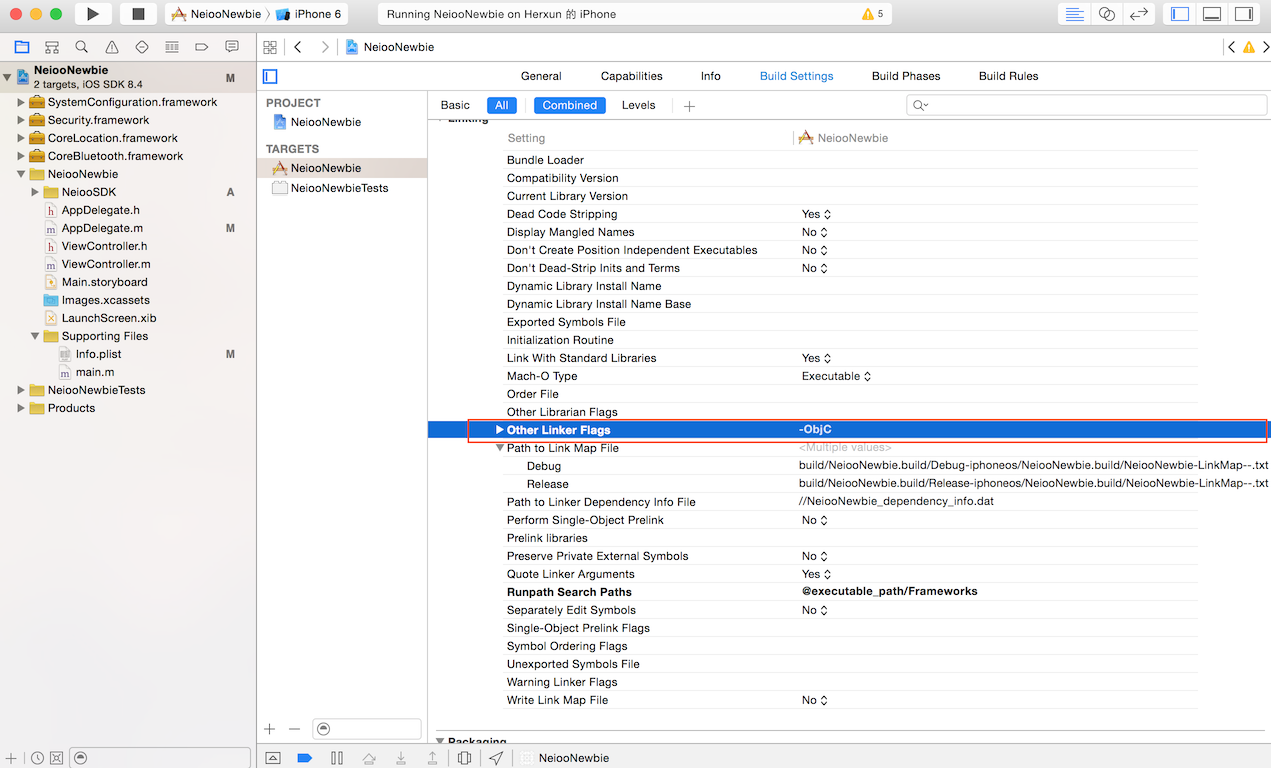 NeiooNewbie 〉 iPhone 6
Running NeiooNewbie on Herxun 的 iPhone
5
NeiooNewbie
NeiooNewbie
2 targets, iOS SDK 8.4
M
SystemConfiguration.framework
Security.framework
CoreLocation.framework
CoreBluetooth.framework
NeiooNewbie
NeiooSDK
A
AppDelegate.h
AppDelegate.m
M
ViewController.h
ViewController.m
Main.storyboard
Images.xcassets
LaunchScreen.xib
Supporting Files
Info.plist
M
main.m
NeiooNewbieTests
Products
General Capabilities Info Build Settings Build Phases Build Rules
PROJECT
NeiooNewbie
TARGETS
NeiooNewbie
NeiooNewbieTests
Basic All Combined Levels
Linking
Setting NeiooNewbie
Bundle Loader
Compatibility Version
Current Library Version
Dead Code Stripping Yes
Display Mangled Names No
Don't Create Position Independent Executables No
Don't Dead-Strip Inits and Terms No
Dynamic Library Install Name
Dynamic Library Install Name Base
Exported Symbols File
Initialization Routine
Link With Standard Libraries Yes
Mach-O Type Executable
Order File
Other Librarian Flags
Other Linker Flags -ObjC
Path to Link Map File <Multiple values>
Debug build/NeiooNewbie.build/Debug-iphoneos/NeiooNewbie.build/NeiooNewbie-LinkMap--.txt
Release build/NeiooNewbie.build/Release-iphoneos/NeiooNewbie.build/NeiooNewbie-LinkMap--.txt
Path to Linker Dependency Info File //NeiooNewbie_dependency_info.dat
Perform Single-Object Prelink No
Prelink libraries
Preserve Private External Symbols No
Quote Linker Arguments Yes
Runpath Search Paths @executable_path/Frameworks
Separately Edit Symbols No
Single-Object Prelink Flags
Symbol Ordering Flags
Unexported Symbols File
Warning Linker Flags
Write Link Map File No
Packaging
NeiooNewbie